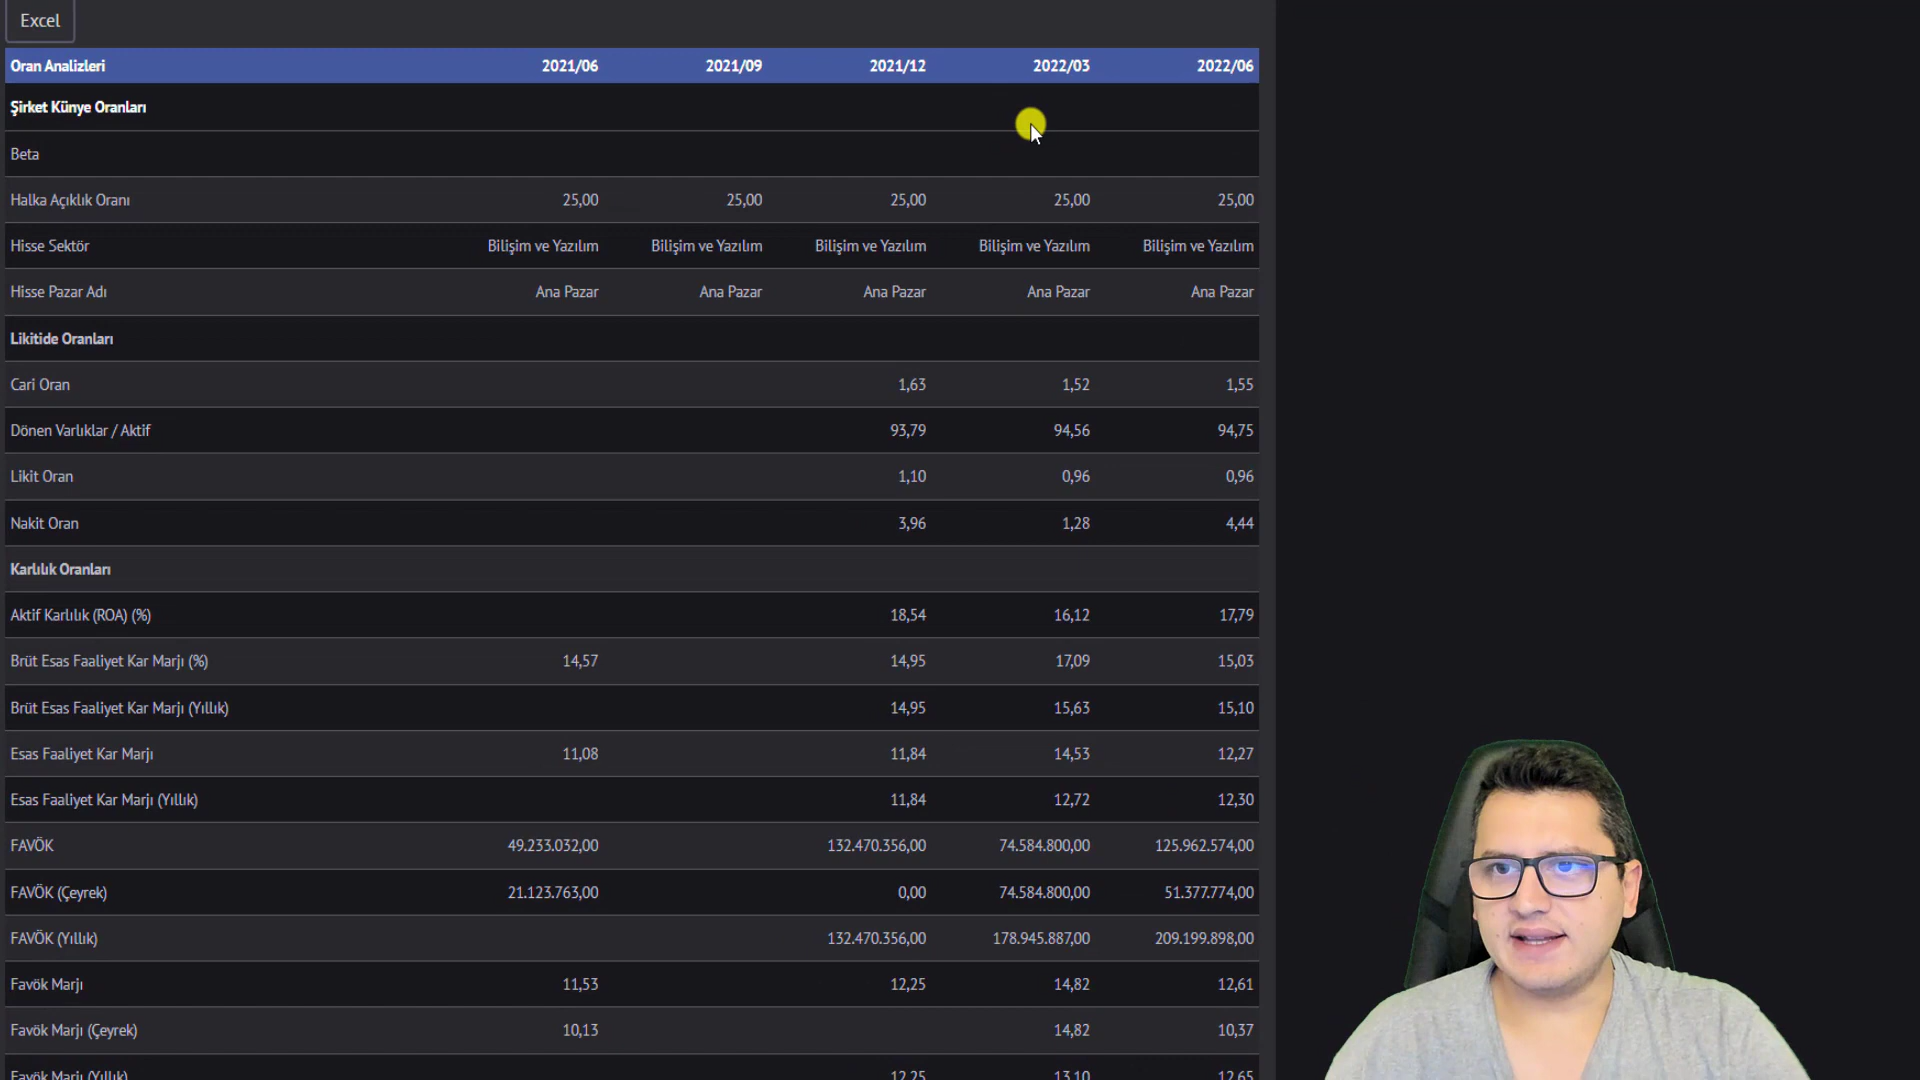 Excel
Oran Analizleri 2021/06 2021/09 2021/12 2022/03 2022/06
Şirket Künye Oranları
Beta
Halka Açıklık Oranı 25,00 25,00 25,00 25,00 25,00
Hisse Sektör Bilişim ve Yazılım Bilişim ve Yazılım Bilişim ve Yazılım Bilişim ve Yazılım Bilişim ve Yazılım
Hisse Pazar Adı Ana Pazar Ana Pazar Ana Pazar Ana Pazar Ana Pazar
Likitide Oranları
Cari Oran 1,63 1,52 1,55
Dönen Varlıklar / Aktif 93,79 94,56 94,75
Likit Oran 1,10 0,96 0,96
Nakit Oran 3,96 1,28 4,44
Karlılık Oranları
Aktif Karlılık (ROA) (%) 18,54 16,12 17,79
Brüt Esas Faaliyet Kar Marjı (%) 14,57 14,95 17,09 15,03
Brüt Esas Faaliyet Kar Marjı (Yıllık) 14,95 15,63 15,10
Esas Faaliyet Kar Marjı 11,08 11,84 14,53 12,27
Esas Faaliyet Kar Marjı (Yıllık) 11,84 12,72 12,30
FAVÖK 49.233.032,00 132.470.356,00 74.584.800,00 125.962.574,00
FAVÖK (Çeyrek) 21.123.763,00 0,00 74.584.800,00 51.377.774,00
FAVÖK (Yıllık) 132.470.356,00 178.945.887,00 209.199.898,00
Favök Marjı 11,53 12,25 14,82 12,61
Favök Marjı (Çeyrek) 10,13 14,82 10,37
Favök Marjı (Yıllık) 12,25 13,10 12,65